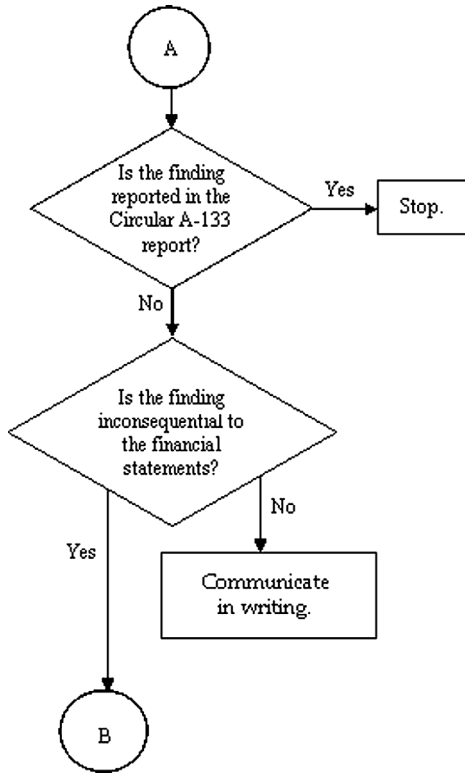 A
Is the finding
reported in the
Circular A-133
report?
Yes
Stop.
No
Is the finding
inconsequential to
the financial
statements?
No
Yes
Communicate
in writing.
B